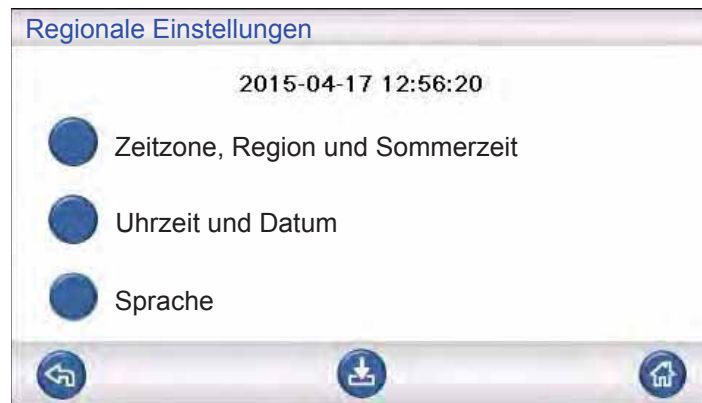 Regionale Einstellungen
2015-04-17 12:56:20
Zeitzone, Region und Sommerzeit
Uhrzeit und Datum
Sprache